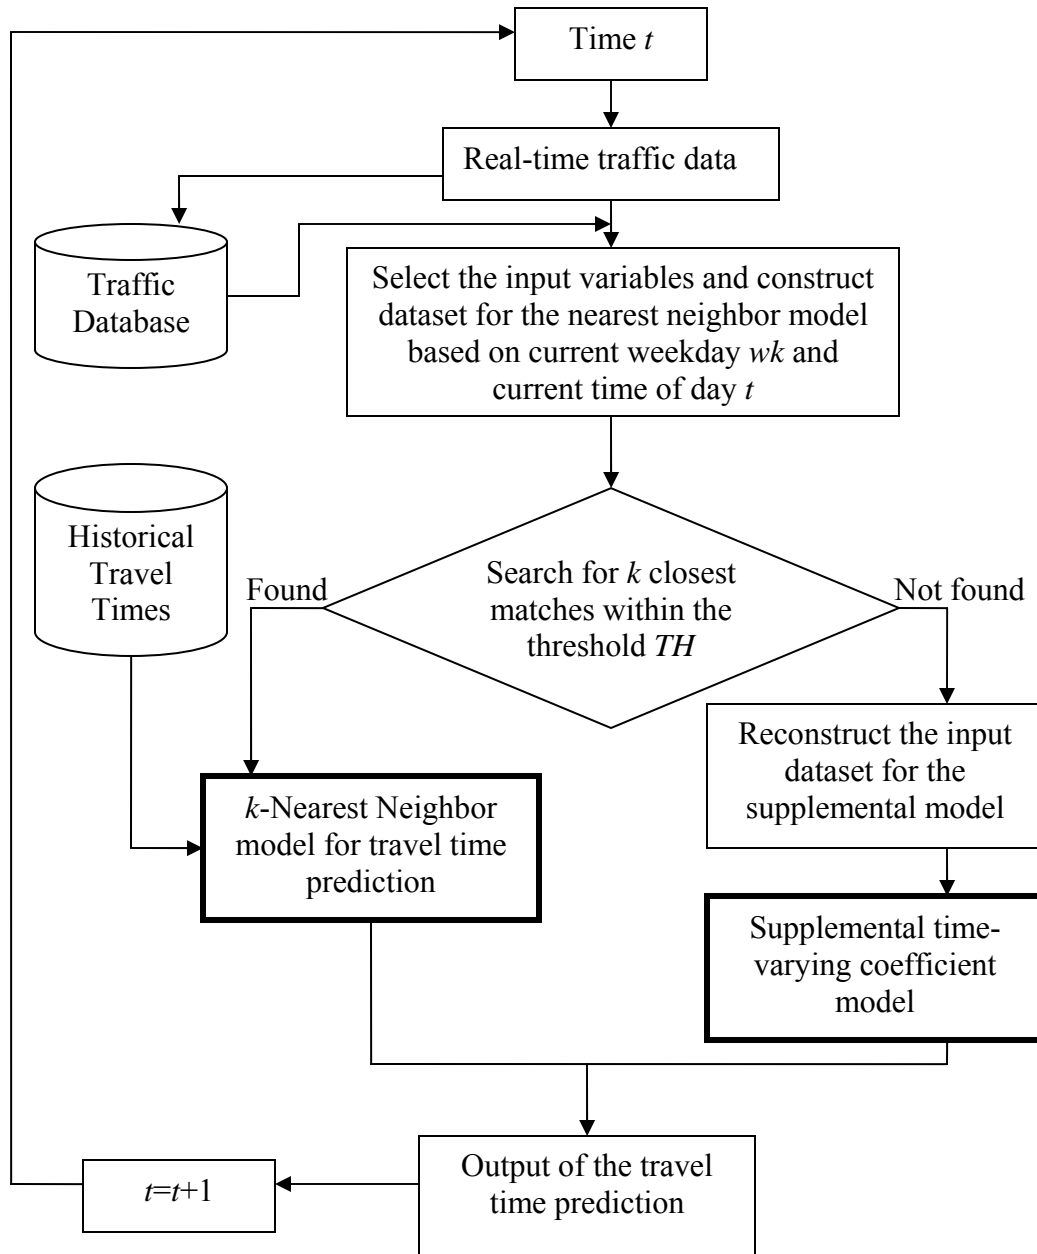 Time t
Real-time traffic data
Traffic
Database
Select the input variables and construct
dataset for the nearest neighbor model
based on current weekday wk and
current time of day t
Historical
Travel
Times
Found
Search for k closest
matches within the
threshold TH
Not found
Reconstruct the input
dataset for the
supplemental model
k-Nearest Neighbor
model for travel time
prediction
Supplemental time-
varying coefficient
model
Output of the travel
time prediction
t=t+1